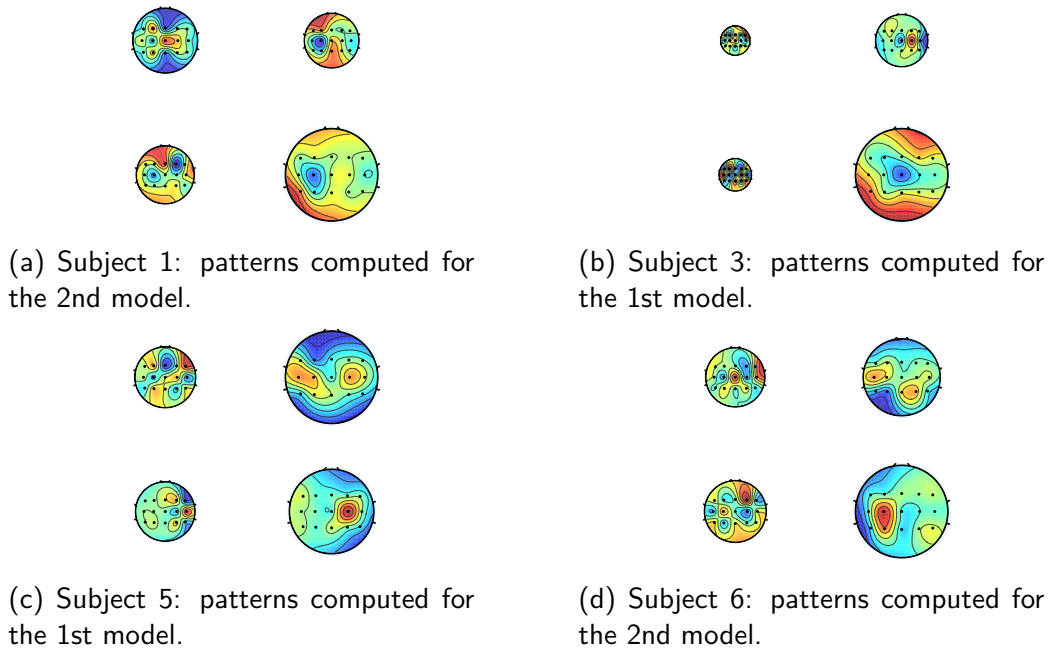 (a) Subject 1: patterns computed for
the 2nd model.
(b) Subject 3: patterns computed for
the 1st model.
(c) Subject 5: patterns computed for
the 1st model.
(d) Subject 6: patterns computed for
the 2nd model.